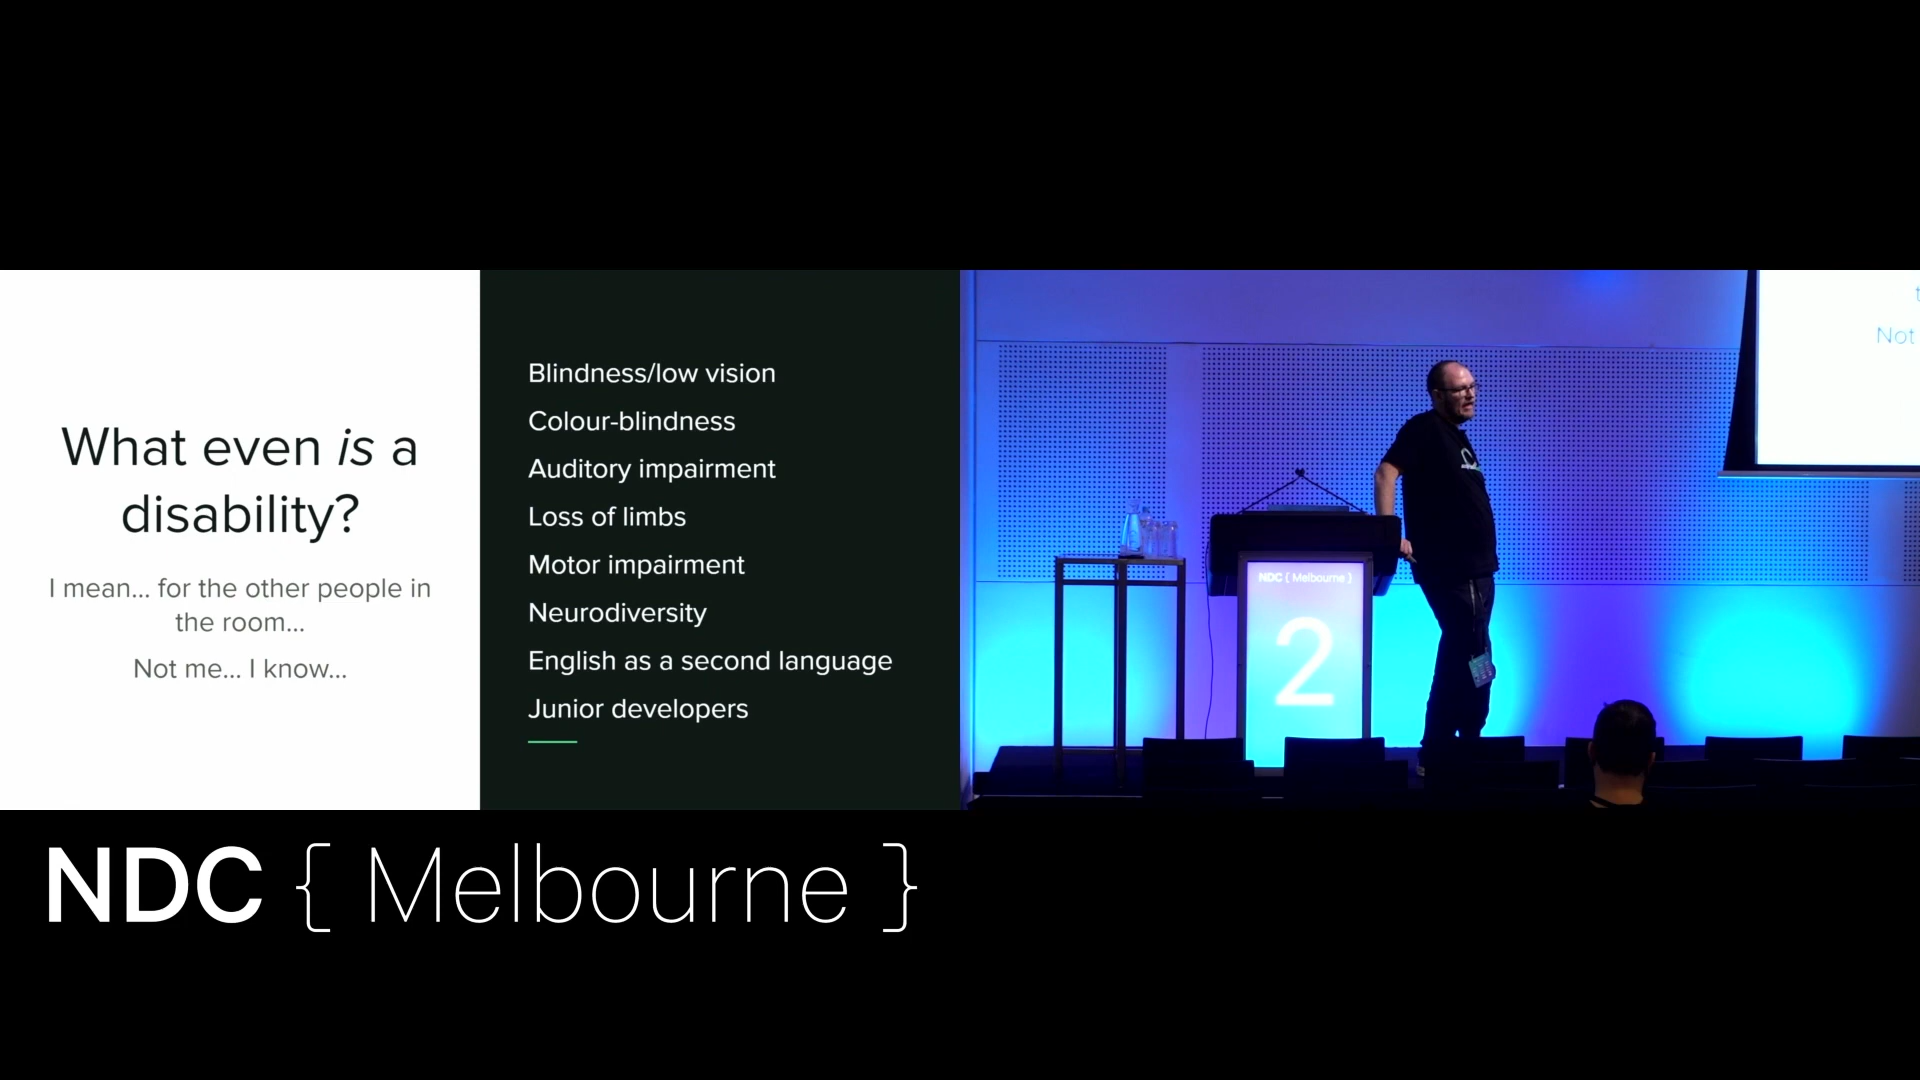 What even is a
disability?
I mean... for the other people in
the room...
Not me... I know...
Blindness/low vision
Colour-blindness
Auditory impairment
Loss of limbs
Motor impairment
Neurodiversity
English as a second language
Junior developers
t
Not
NDC { Melbourne }
2
NDC { Melbourne }